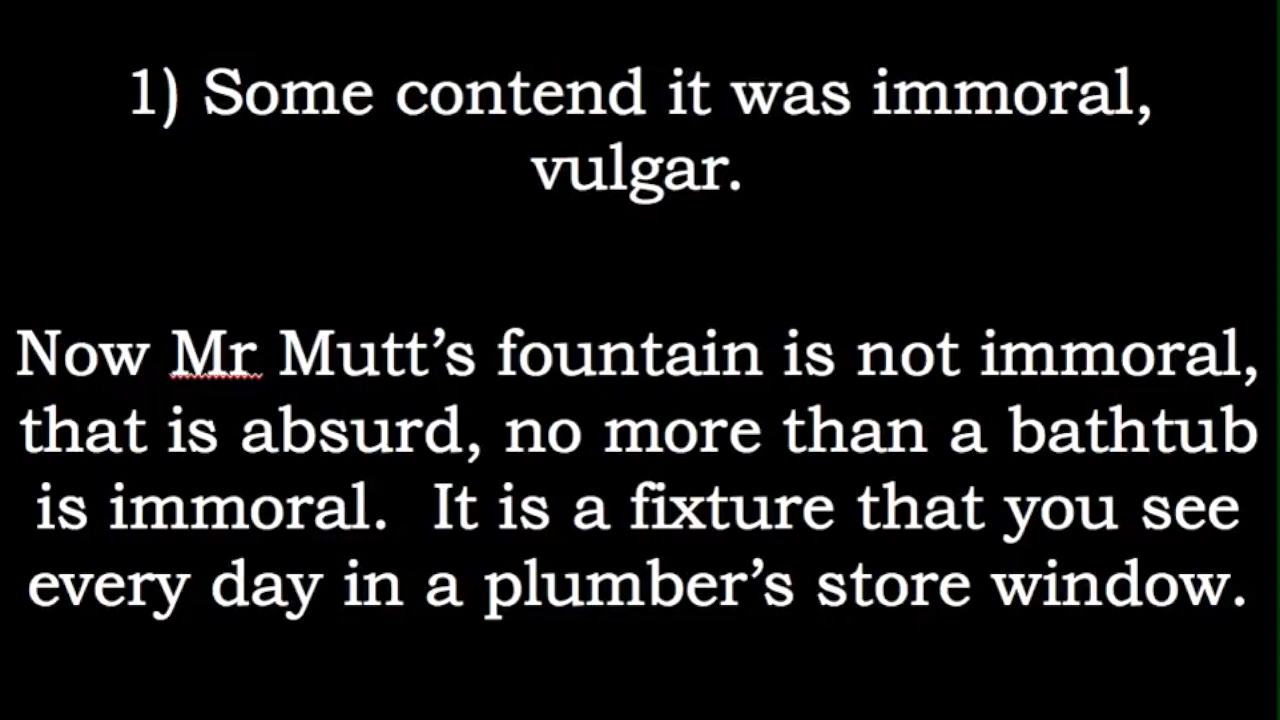 1) Some contend it was immoral,
vulgar.
Now Mr Mutt’s fountain is not immoral,
that is absurd, no more than a bathtub
is immoral.  It is a fixture that you see
every day in a plumber’s store window.